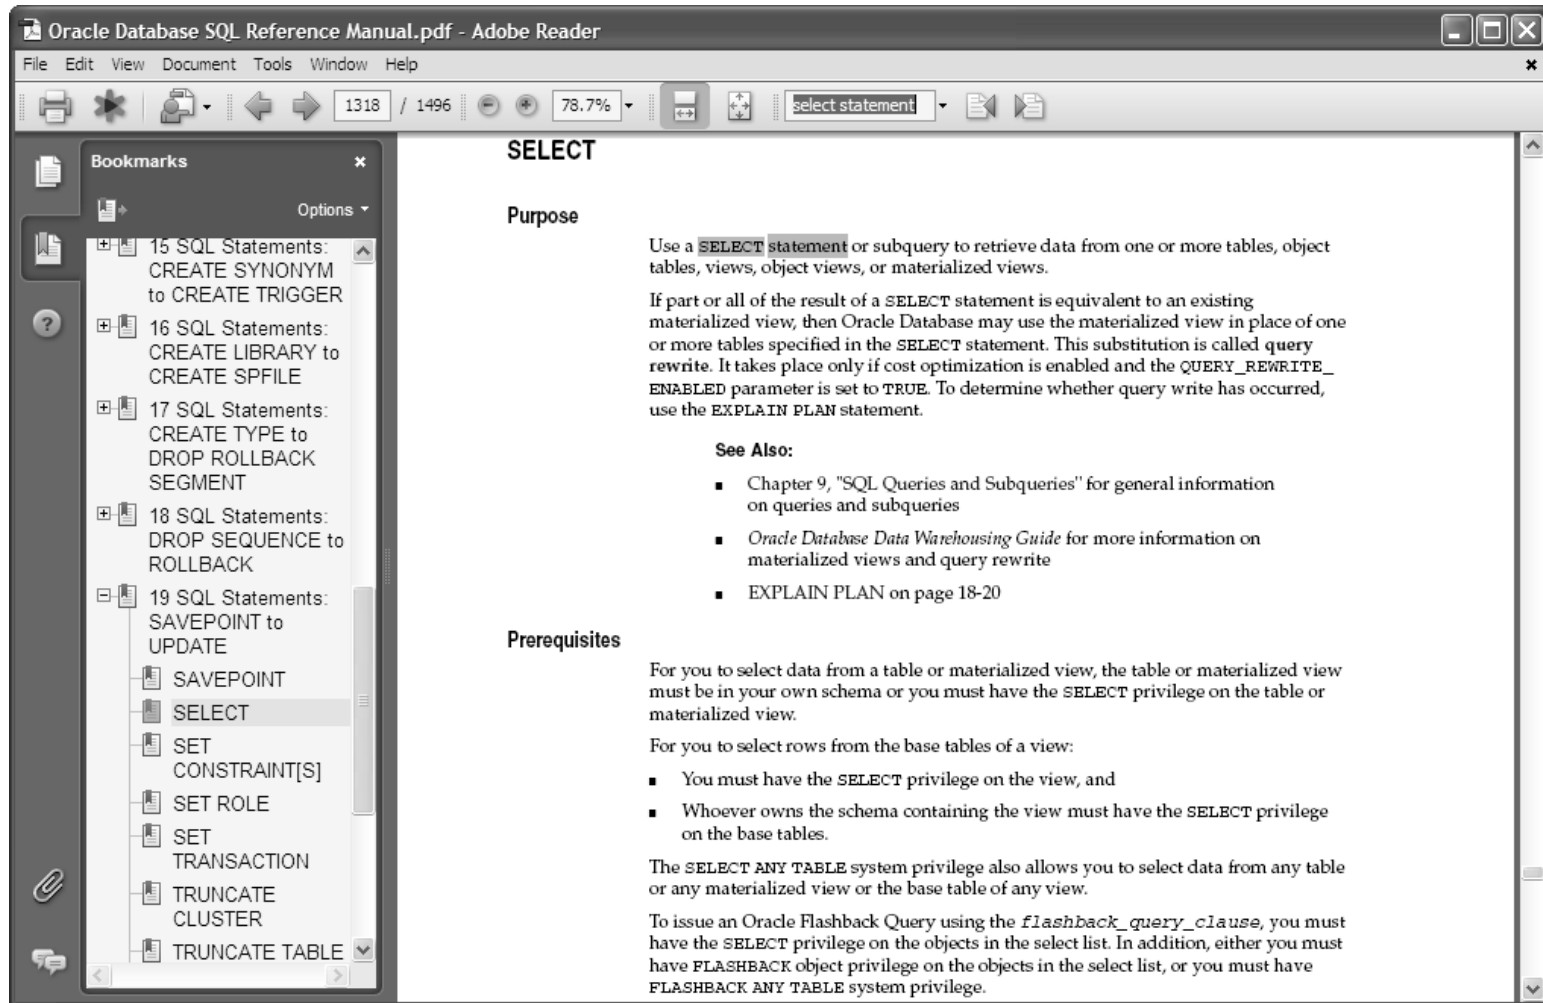 Oracle Database SQL Reference Manual.pdf - Adobe Reader
File Edit View Document Tools Window Help
1318 / 1496 78.7% select statement
Bookmarks
Options
15 SQL Statements:
CREATE SYNONYM
to CREATE TRIGGER
16 SQL Statements:
CREATE LIBRARY to
CREATE SPFILE
17 SQL Statements:
CREATE TYPE to
DROP ROLLBACK
SEGMENT
18 SQL Statements:
DROP SEQUENCE to
ROLLBACK
19 SQL Statements:
SAVEPOINT to
UPDATE
SAVEPOINT
SELECT
SET
CONSTRAINT[S]
SET ROLE
SET
TRANSACTION
TRUNCATE
CLUSTER
TRUNCATE TABLE
SELECT
Purpose
Use a SELECT statement or subquery to retrieve data from one or more tables, object
tables, views, object views, or materialized views.
If part or all of the result of a SELECT statement is equivalent to an existing
materialized view, then Oracle Database may use the materialized view in place of one
or more tables specified in the SELECT statement. This substitution is called query
rewrite. It takes place only if cost optimization is enabled and the QUERY_REWRITE_
ENABLED parameter is set to TRUE. To determine whether query write has occurred,
use the EXPLAIN PLAN statement.
See Also:
■ Chapter 9, "SQL Queries and Subqueries" for general information
on queries and subqueries
■ Oracle Database Data Warehousing Guide for more information on
materialized views and query rewrite
■ EXPLAIN PLAN on page 18-20
Prerequisites
For you to select data from a table or materialized view, the table or materialized view
must be in your own schema or you must have the SELECT privilege on the table or
materialized view.
For you to select rows from the base tables of a view:
■ You must have the SELECT privilege on the view, and
■ Whoever owns the schema containing the view must have the SELECT privilege
on the base tables.
The SELECT ANY TABLE system privilege also allows you to select data from any table
or any materialized view or the base table of any view.
To issue an Oracle Flashback Query using the flashback_query_clause, you must
have the SELECT privilege on the objects in the select list. In addition, either you must
have FLASHBACK object privilege on the objects in the select list, or you must have
FLASHBACK ANY TABLE system privilege.